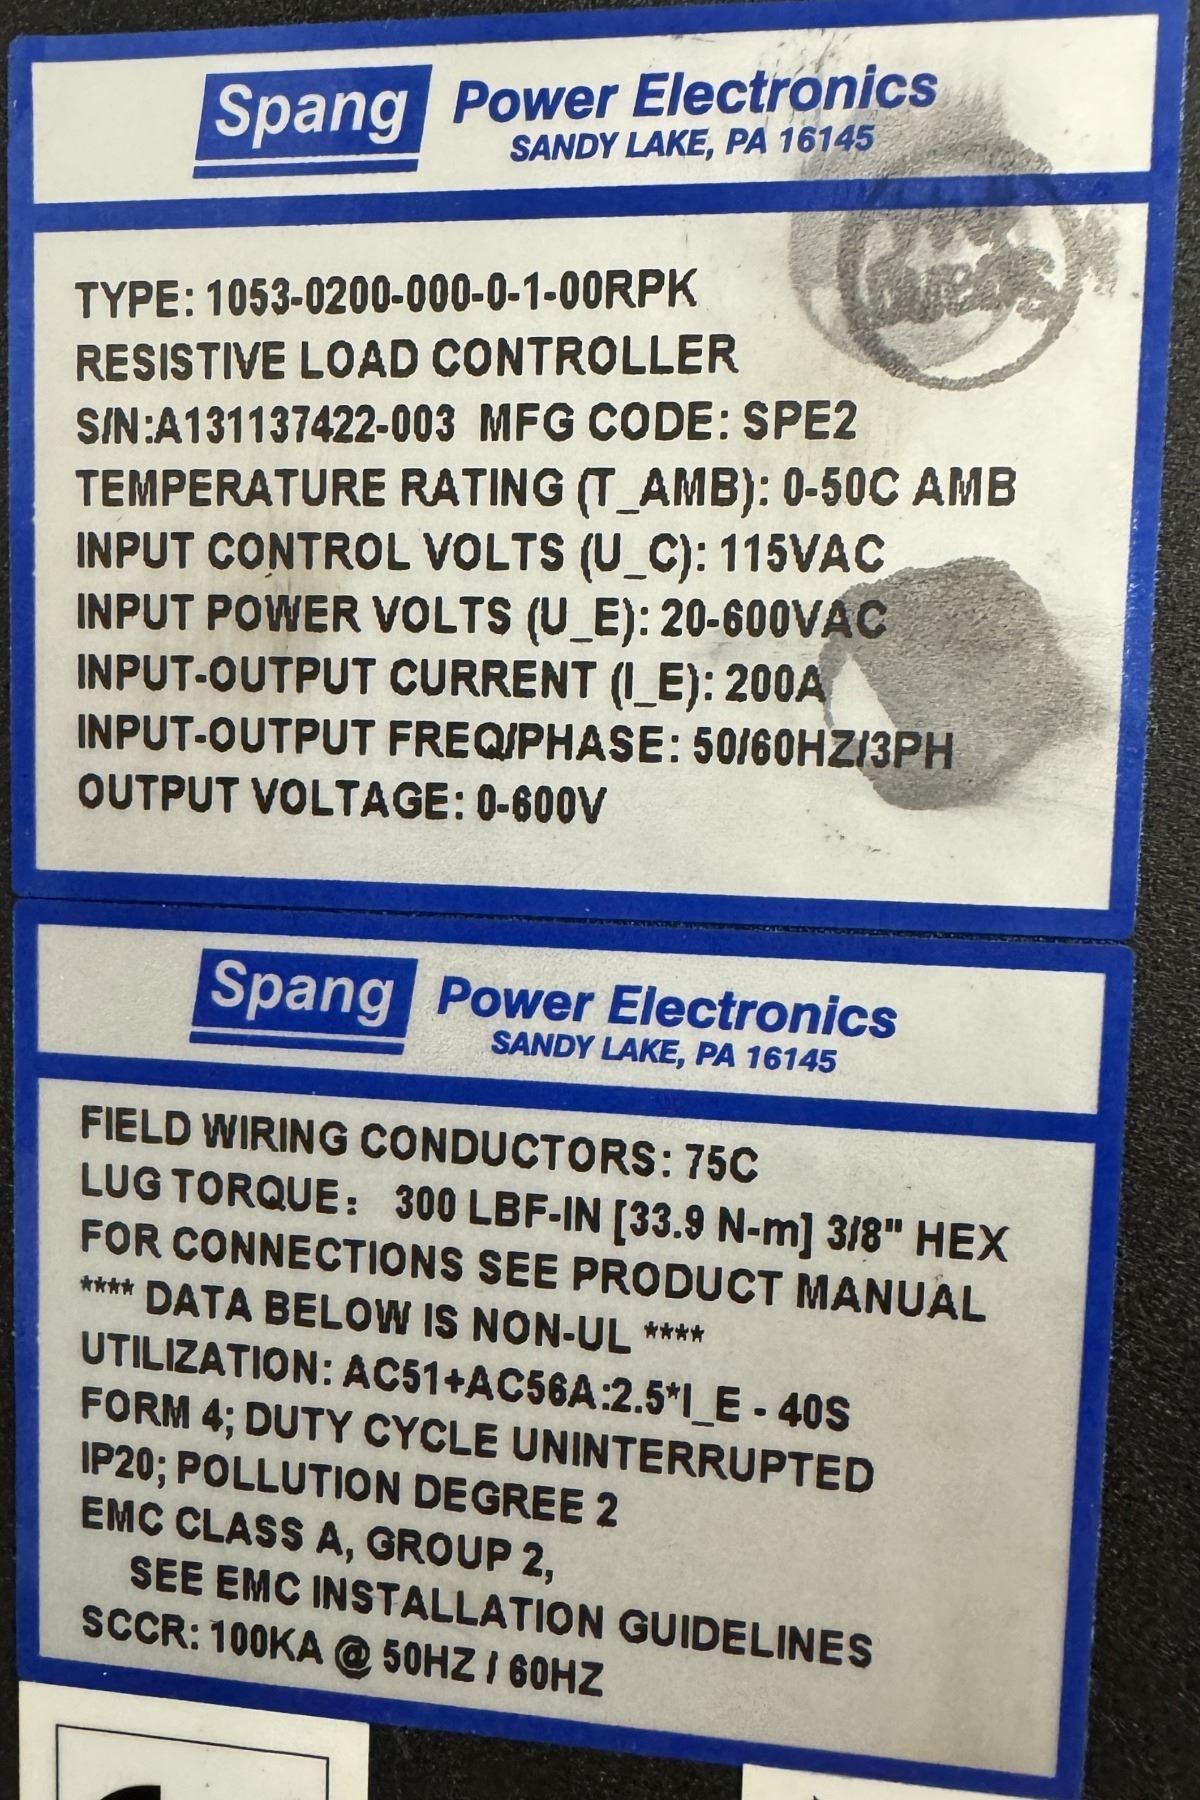 Spang Power Electronics
SANDY LAKE, PA 16145
TYPE: 1053-0200-000-0-1-00RPK
RESISTIVE LOAD CONTROLLER
S/N:A131137422-003 MFG CODE: SPE2
TEMPERATURE RATING (T_AMB): 0-50C AMB
INPUT CONTROL VOLTS (U_C): 115VAC
INPUT POWER VOLTS (U_E): 20-600VAC
INPUT-OUTPUT CURRENT (I_E): 200A
INPUT-OUTPUT FREQ/PHASE: 50/60HZ/3PH
OUTPUT VOLTAGE: 0-600V
Spang Power Electronics
SANDY LAKE, PA 16145
FIELD WIRING CONDUCTORS: 75C
LUG TORQUE: 300 LBF-IN [33.9 N-m] 3/8" HEX
FOR CONNECTIONS SEE PRODUCT MANUAL
**** DATA BELOW IS NON-UL ****
UTILIZATION: AC51+AC56A:2.5*I_E - 40S
FORM 4; DUTY CYCLE UNINTERRUPTED
IP20; POLLUTION DEGREE 2
EMC CLASS A, GROUP 2,
SEE EMC INSTALLATION GUIDELINES
SCCR: 100KA @ 50HZ / 60HZ